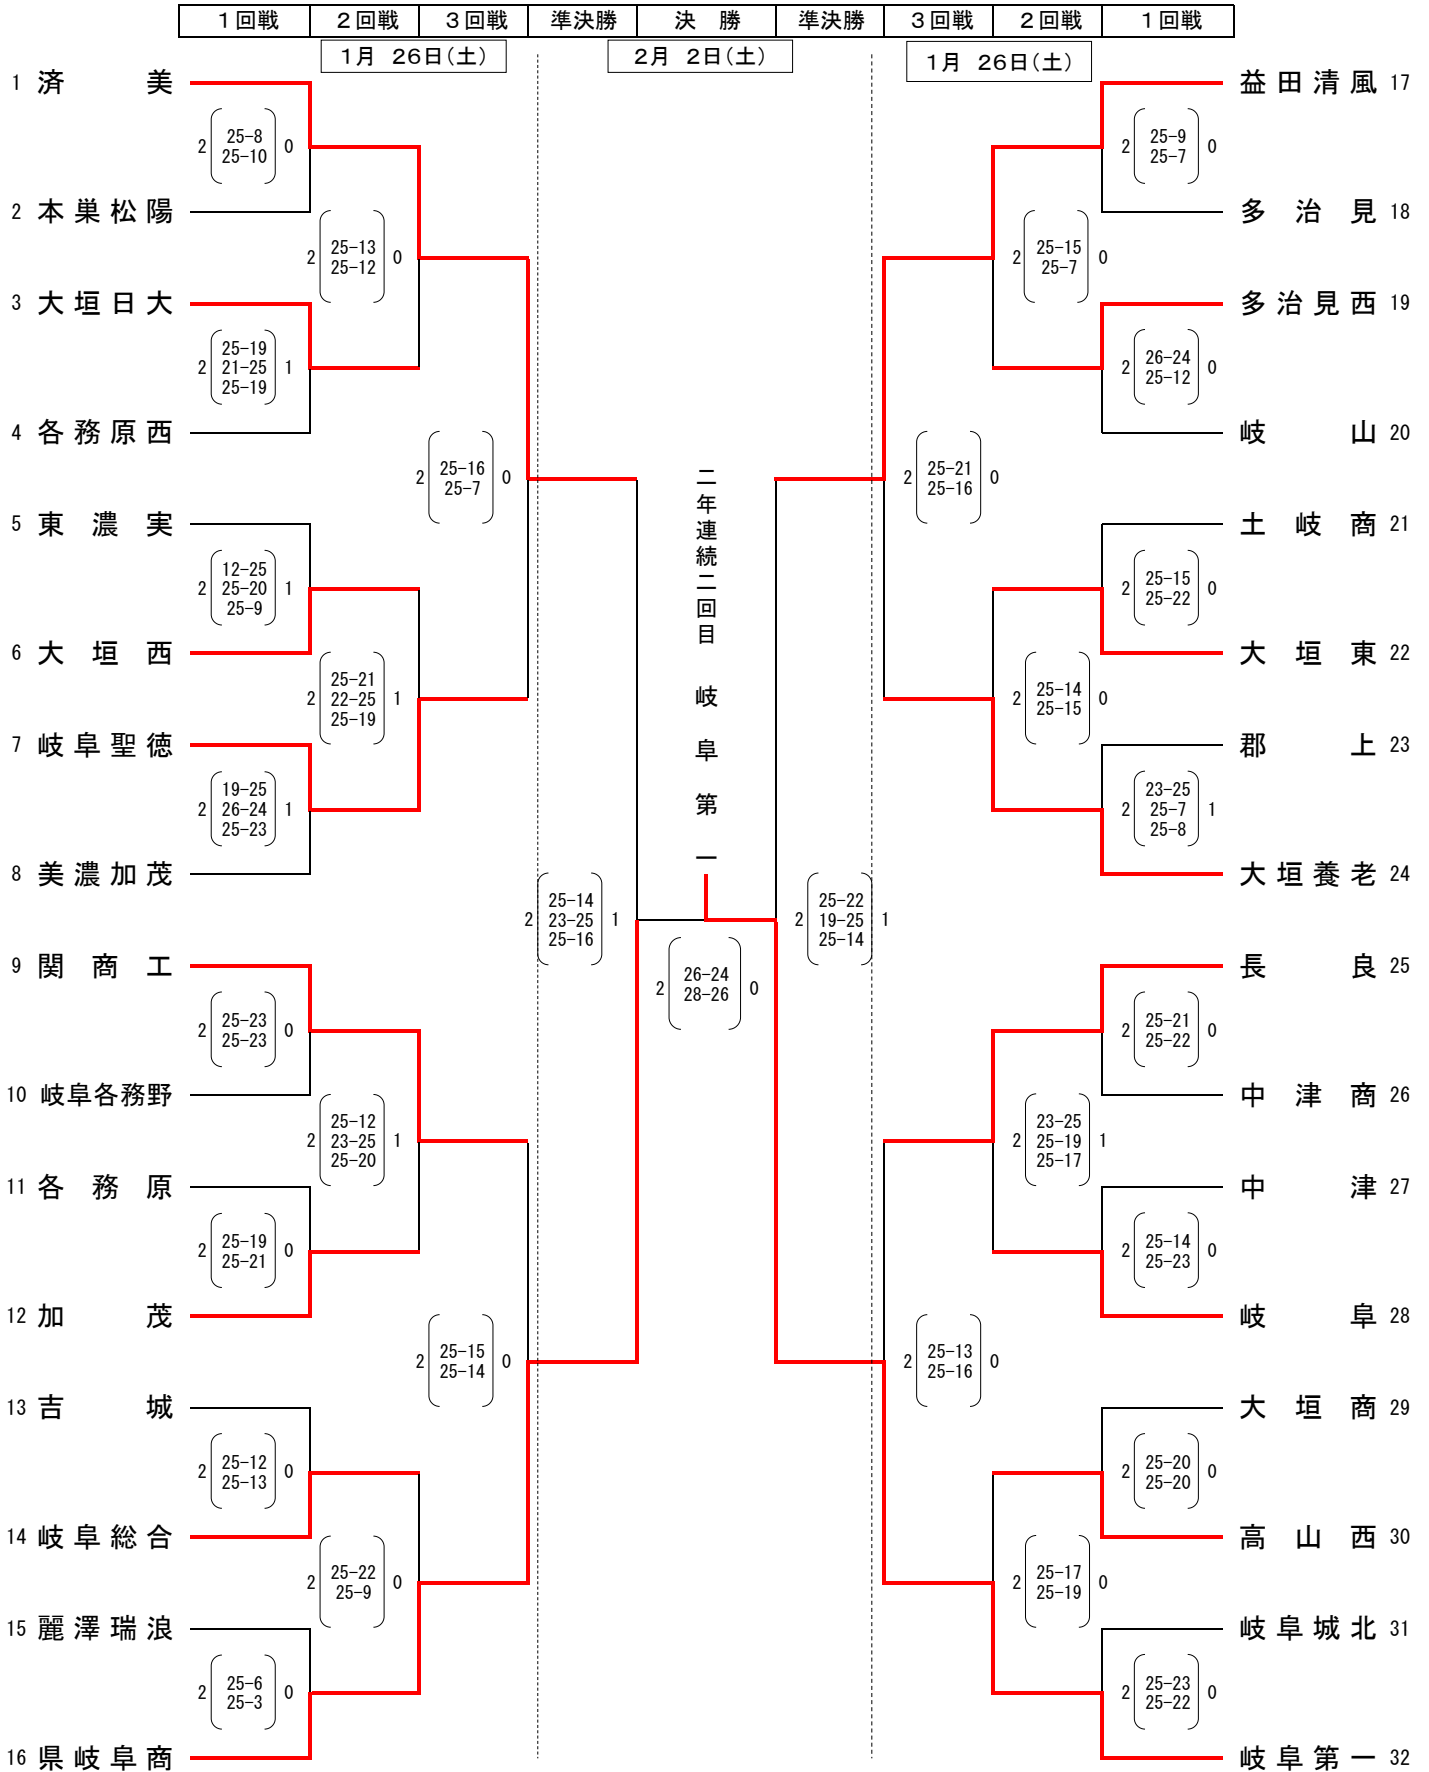 1回戦 2回戦 3回戦 準決勝 決勝 準決勝 3回戦 2回戦 1回戦
1月 26日(土) 2月 2日(土) 1月 26日(土)
1 済美
2 25-8 0
25-10
2 本巣松陽
2 25-13 0
25-12
3 大垣日大
25-19
2 21-25 1
25-19
4 各務原西
2 25-16 0
25-7
5 東濃実
12-25
2 25-20 1
25-9
6 大垣西
25-21
2 22-25 1
25-19
7 岐阜聖徳
19-25
2 26-24 1
25-23
8 美濃加茂
25-14
2 23-25 1
25-16
9 関商工
2 25-23 0
25-23
10 岐阜各務野
25-12
2 23-25 1
25-20
11 各務原
2 25-19 0
25-21
12 加茂
2 25-15 0
25-14
13 吉城
2 25-12 0
25-13
14 岐阜総合
2 25-22 0
25-9
15 麗澤瑞浪
2 25-6 0
25-3
16 県岐阜商
二年連続二回目 岐阜第一
2 26-24 0
28-26
益田清風 17
2 25-9 0
25-7
多治見 18
2 25-15 0
25-7
多治見西 19
2 26-24 0
25-12
岐山 20
2 25-21 0
25-16
土岐商 21
2 25-15 0
25-22
大垣東 22
2 25-14 0
25-15
郡上 23
23-25
2 25-7 1
25-8
大垣養老 24
25-22
2 19-25 1
25-14
長良 25
2 25-21 0
25-22
中津商 26
23-25
2 25-19 1
25-17
中津 27
2 25-14 0
25-23
岐阜 28
2 25-13 0
25-16
大垣商 29
2 25-20 0
25-20
高山西 30
2 25-17 0
25-19
岐阜城北 31
2 25-23 0
25-22
岐阜第一 32